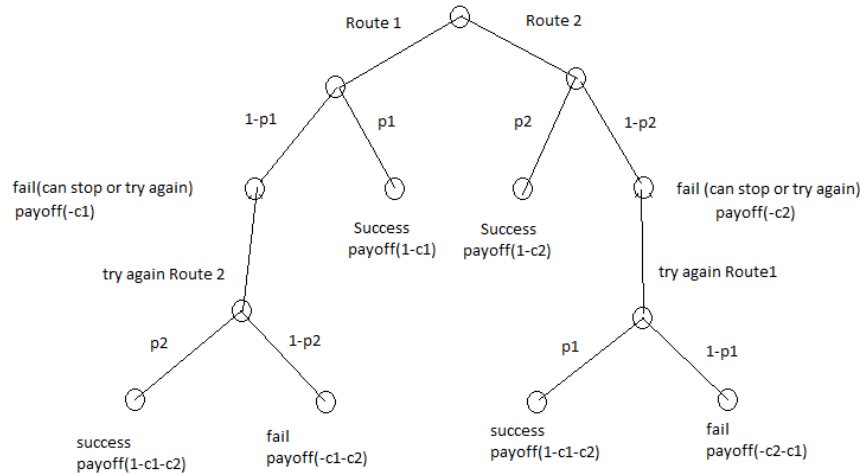 Route 1
Route 2
1-p1
p1
p2
1-p2
fail(can stop or try again)
payoff(-c1)
Success
payoff(1-c1)
Success
payoff(1-c2)
fail (can stop or try again)
payoff(-c2)
try again Route 2
try again Route1
p2
1-p2
p1
1-p1
success
payoff(1-c1-c2)
fail
payoff(-c1-c2)
success
payoff(1-c1-c2)
fail
payoff(-c2-c1)